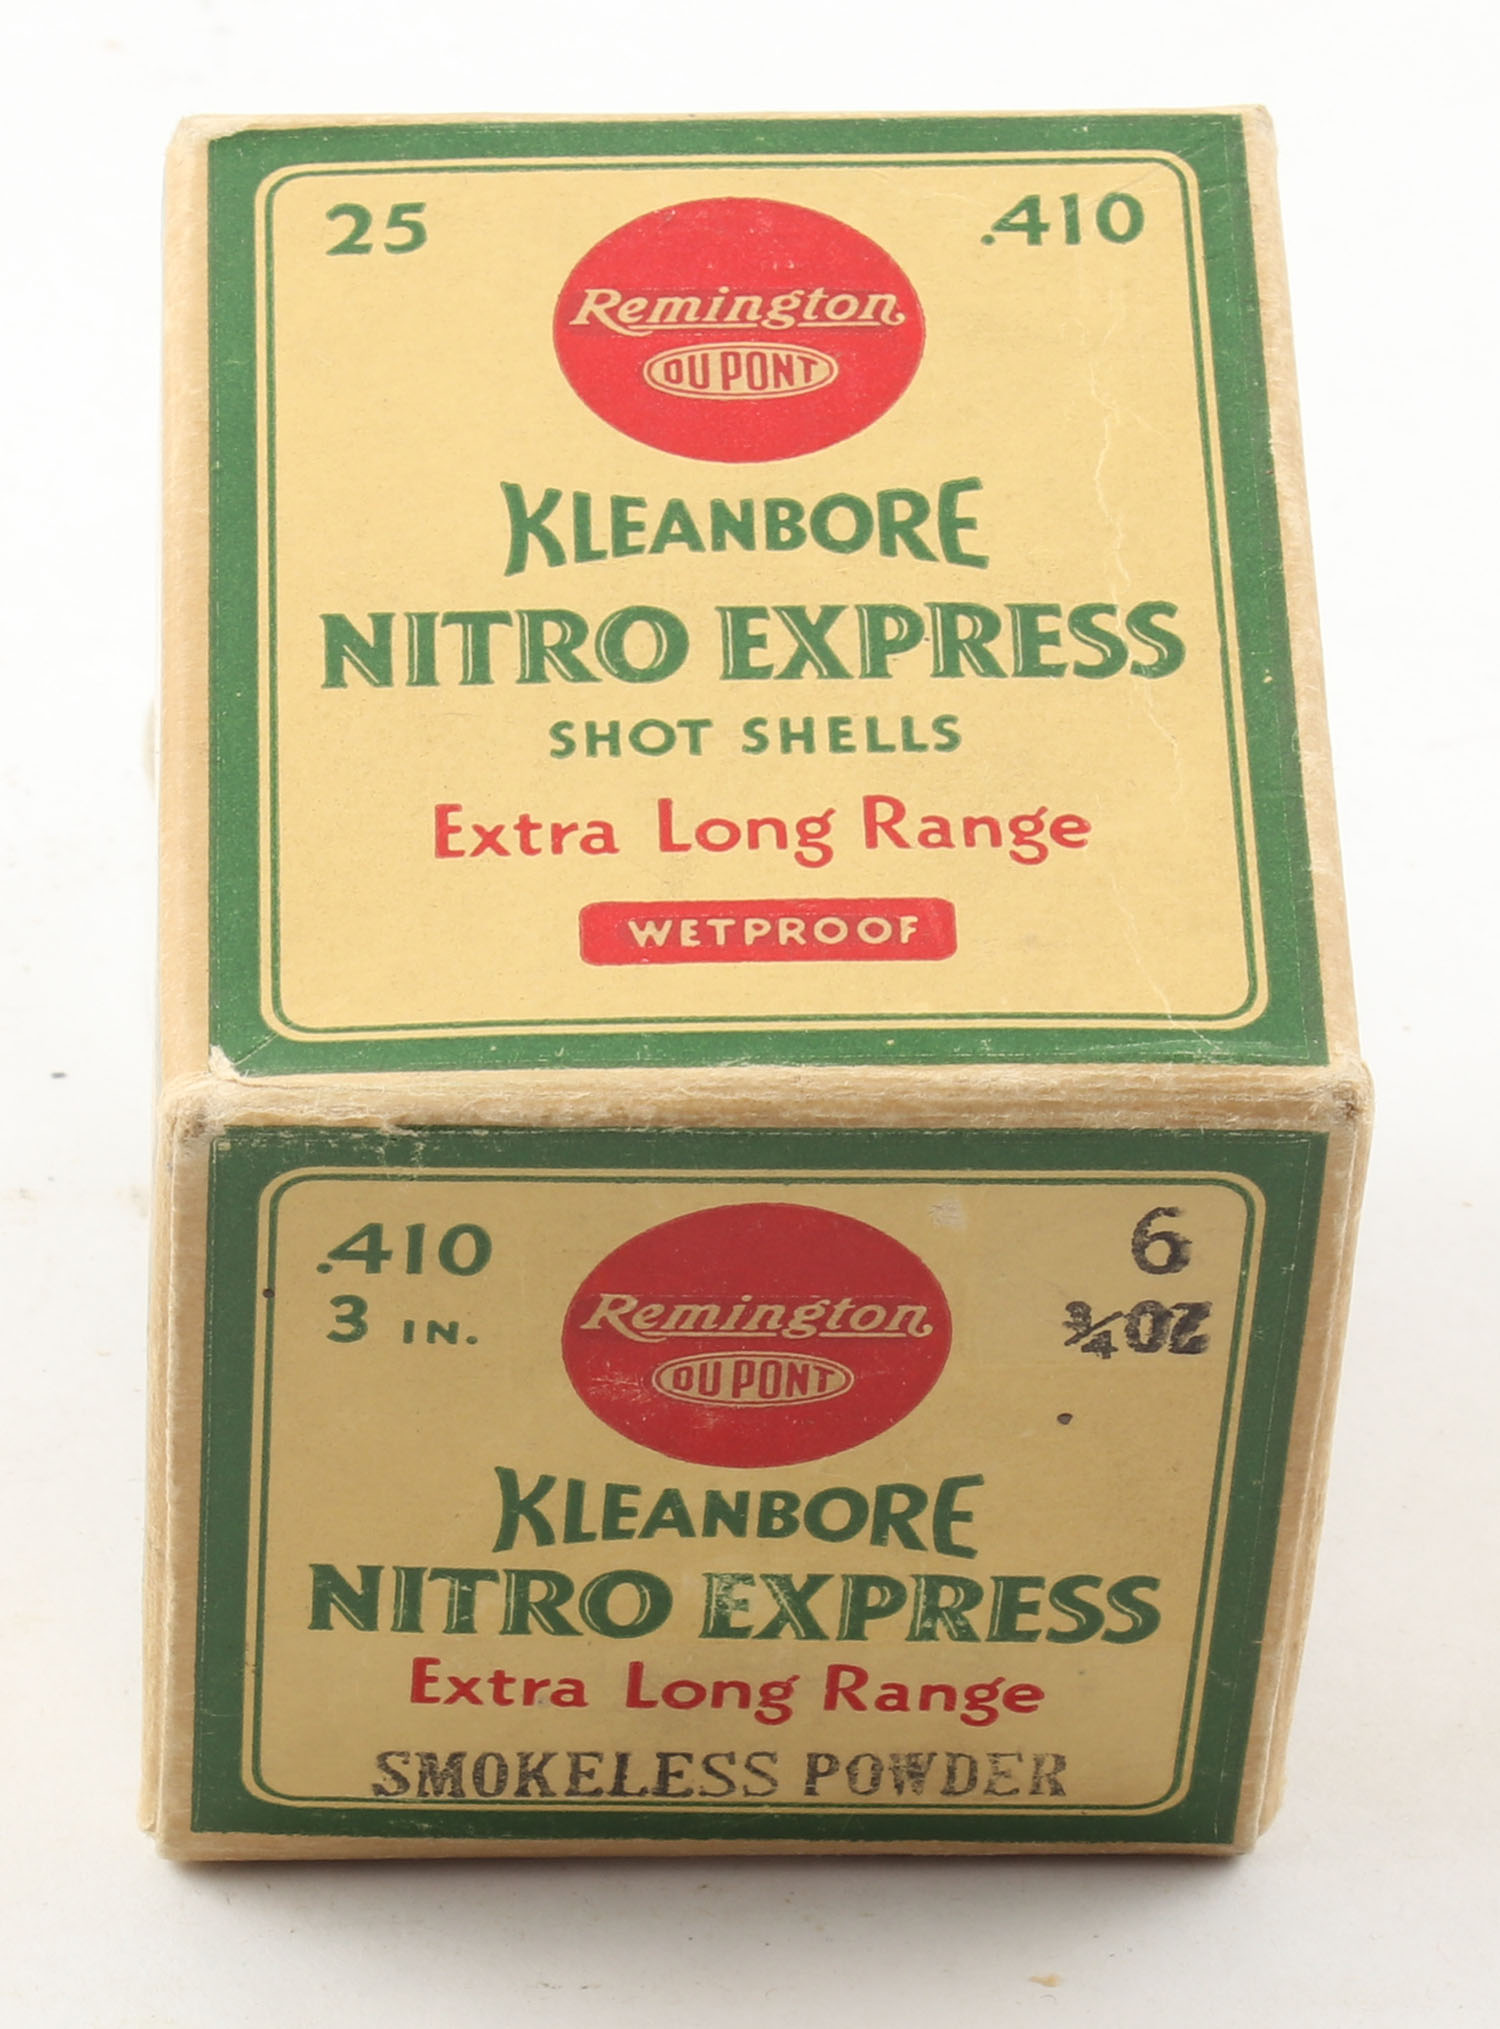 25
.410
Remington
DU PONT
KLEANBORE
NITRO EXPRESS
SHOT SHELLS
Extra Long Range
WETPROOF
.410
3 IN.
6
3/4 OZ
Remington
DU PONT
KLEANBORE
NITRO EXPRESS
Extra Long Range
SMOKELESS POWDER